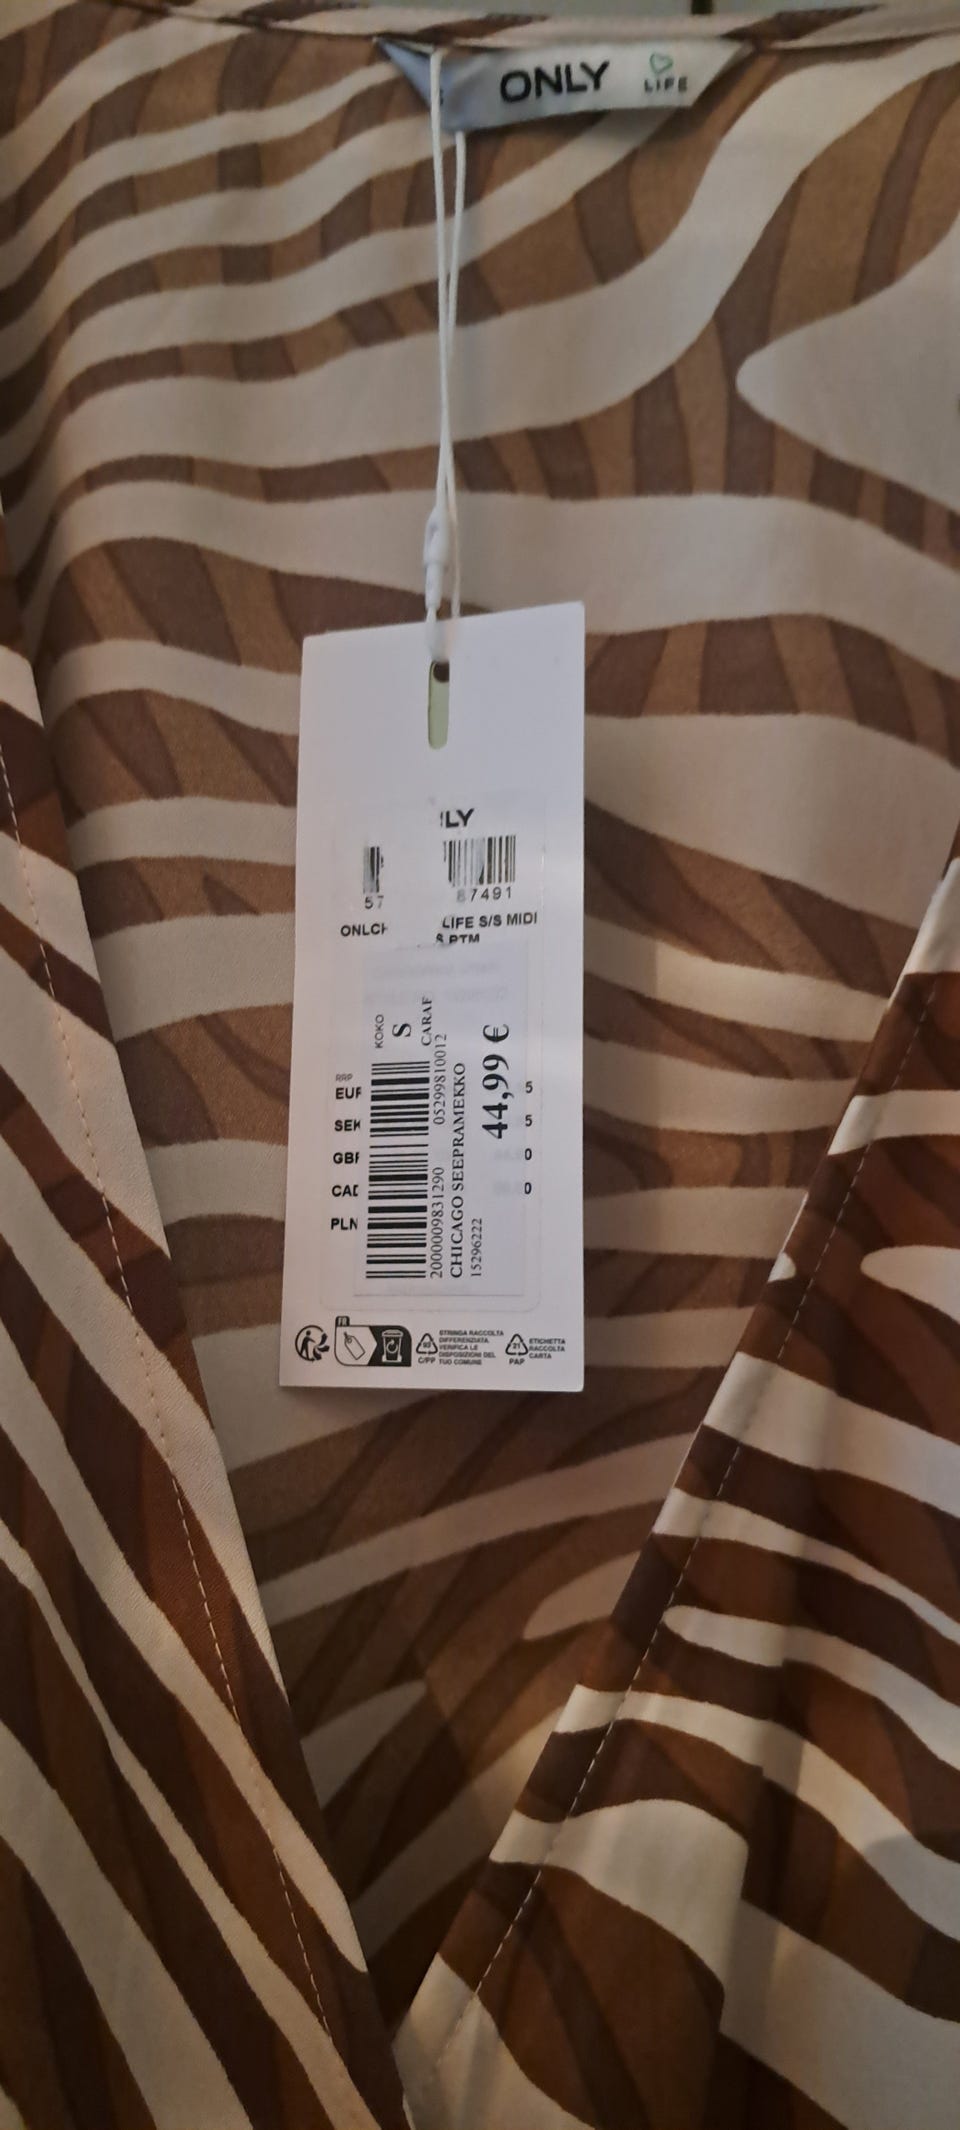 ONLY LIFE
LY
57 87491
ONLCH LIFE S/S MIDI
PTM
RRP
EUR 5
SEK 5
GBP 0
CAD 0
PLN
KOKO
S
CARAF
2000009831290 05299810012
CHICAGO SEEPRAMEKKO
15296222
44,99 €
FR
C/PP
STRINGA RACCOLTA
DIFFERENZIATA.
VERIFICA LE
DISPOSIZIONI DEL
TUO COMUNE
21
PAP
ETICHETTA
RACCOLTA
CARTA